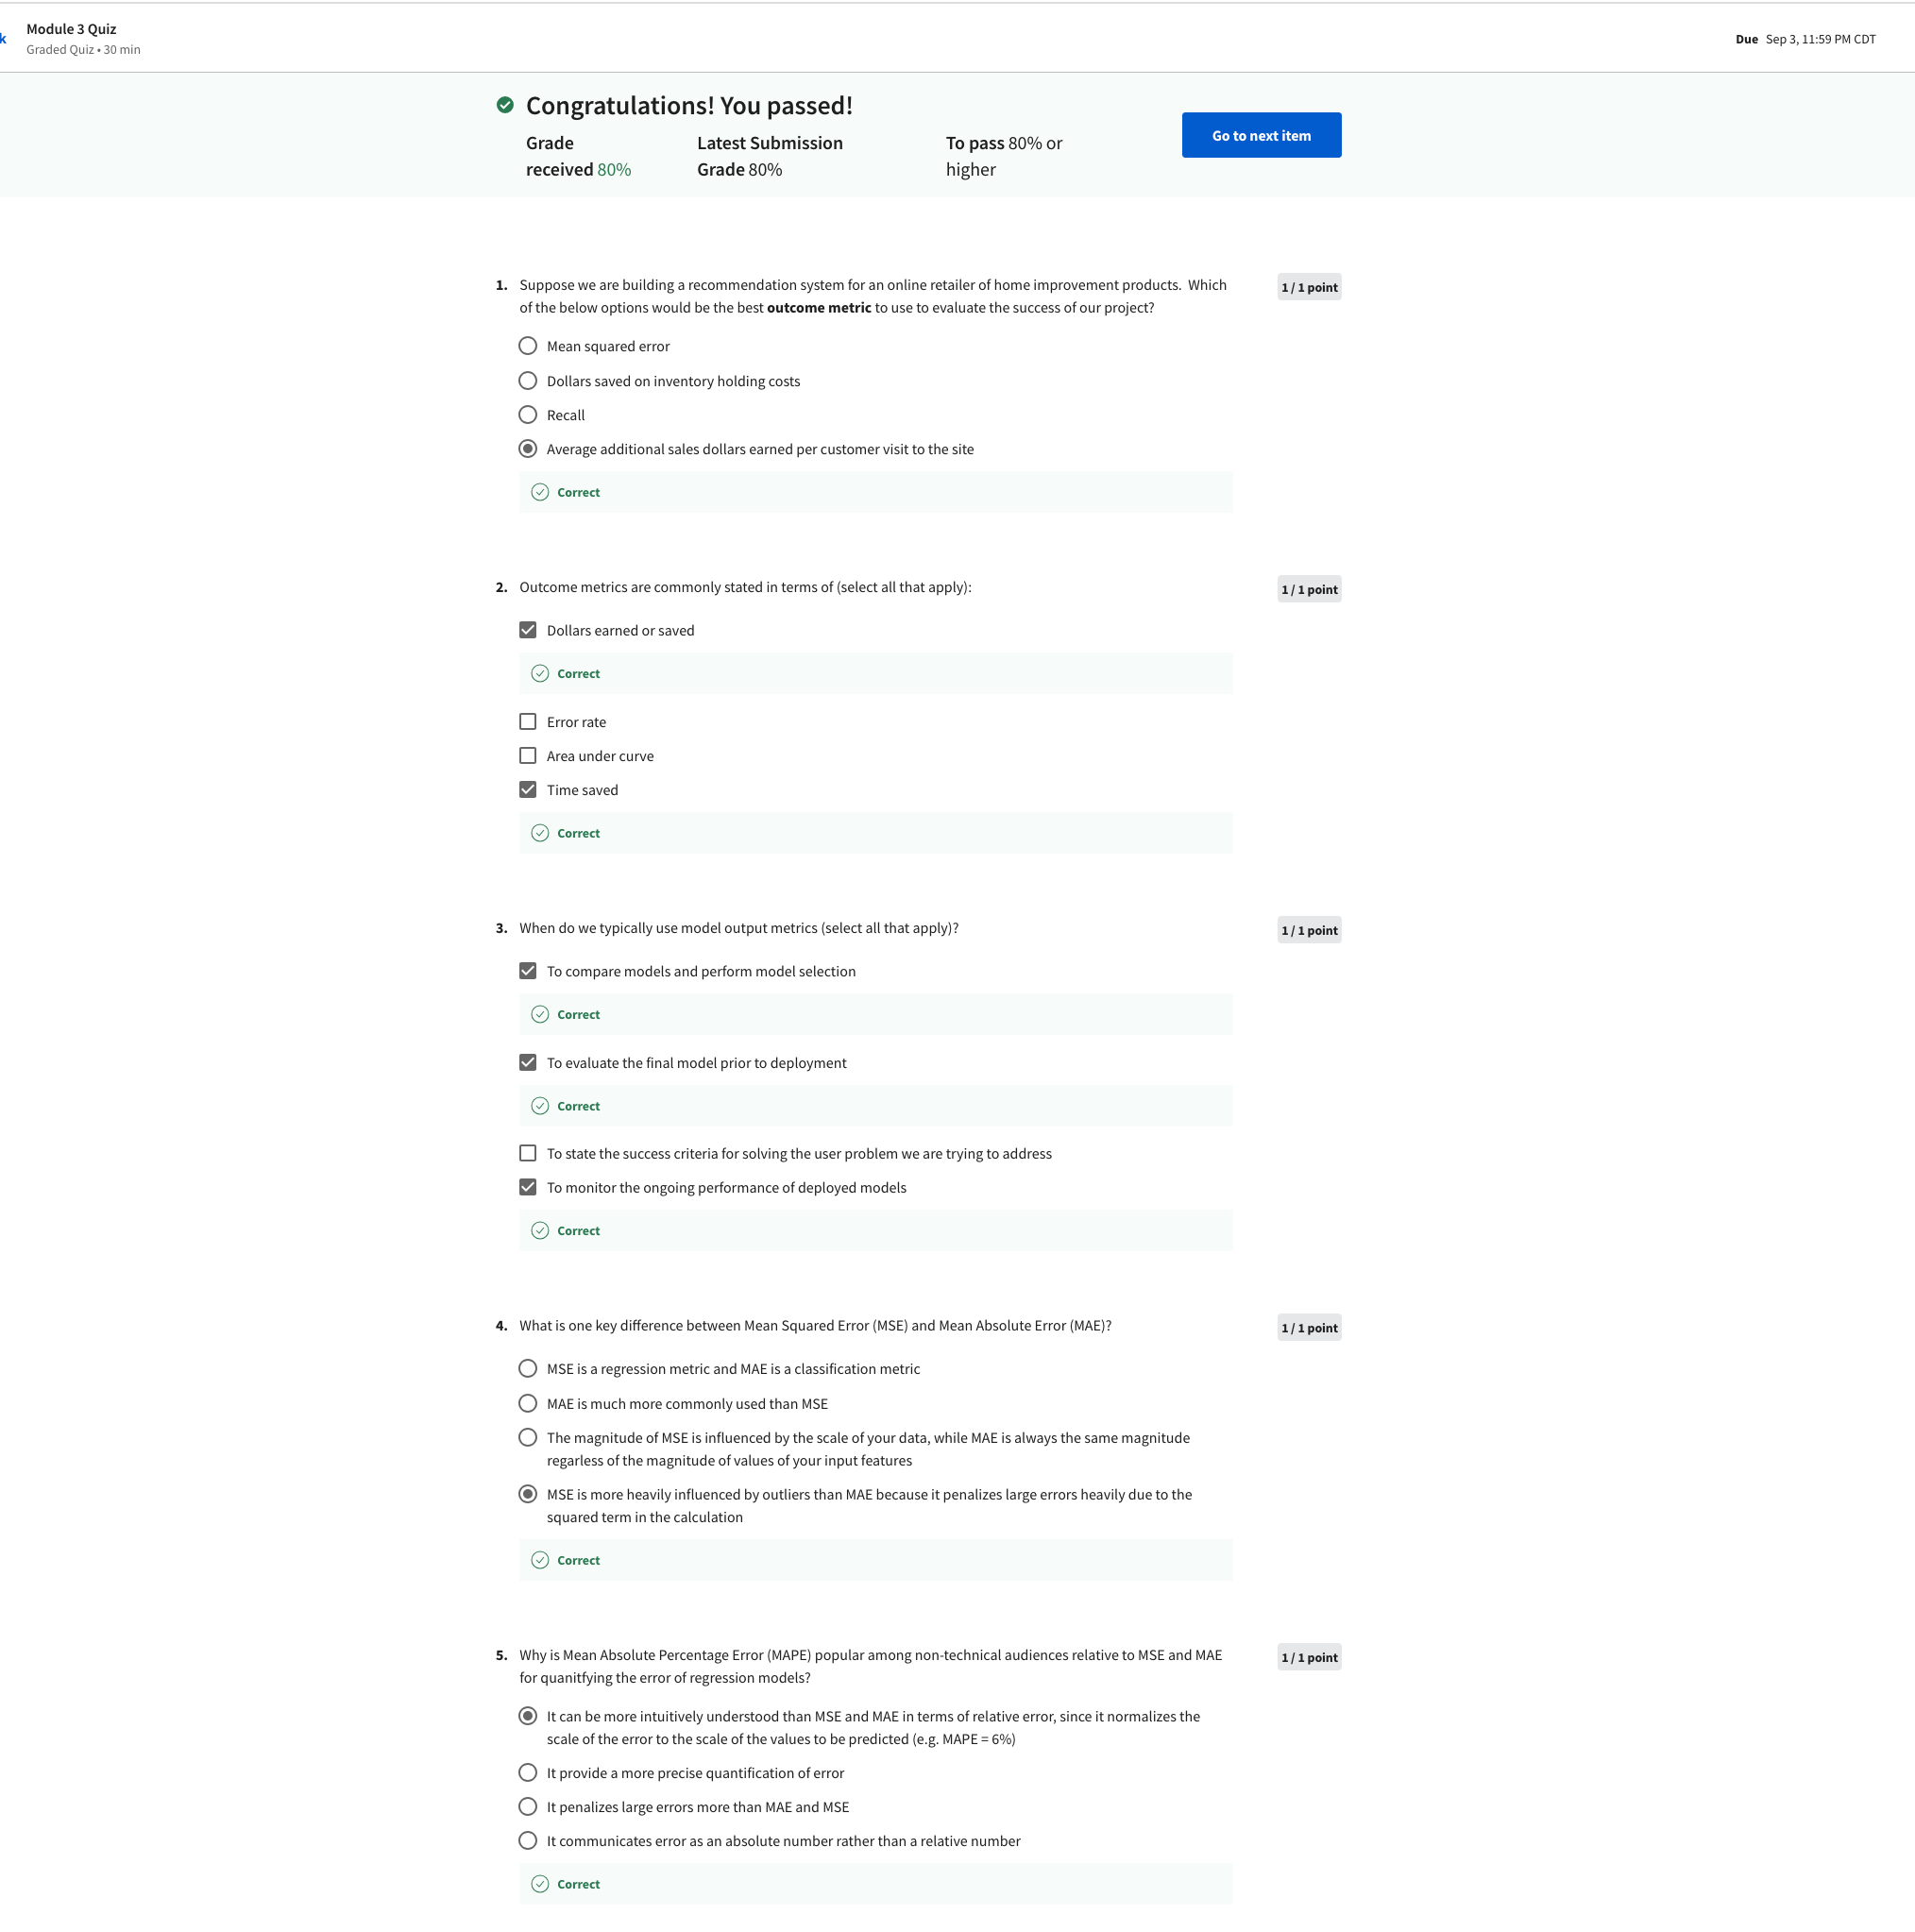 k
Module 3 Quiz
Graded Quiz • 30 min
Due Sep 3, 11:59 PM CDT
Congratulations! You passed!
Grade
received 80%
Latest Submission
Grade 80%
To pass 80% or
higher
Go to next item
1. Suppose we are building a recommendation system for an online retailer of home improvement products. Which
of the below options would be the best outcome metric to use to evaluate the success of our project?
1 / 1 point
Mean squared error
Dollars saved on inventory holding costs
Recall
Average additional sales dollars earned per customer visit to the site
Correct
2. Outcome metrics are commonly stated in terms of (select all that apply):
1 / 1 point
Dollars earned or saved
Correct
Error rate
Area under curve
Time saved
Correct
3. When do we typically use model output metrics (select all that apply)?
1 / 1 point
To compare models and perform model selection
Correct
To evaluate the final model prior to deployment
Correct
To state the success criteria for solving the user problem we are trying to address
To monitor the ongoing performance of deployed models
Correct
4. What is one key difference between Mean Squared Error (MSE) and Mean Absolute Error (MAE)?
1 / 1 point
MSE is a regression metric and MAE is a classification metric
MAE is much more commonly used than MSE
The magnitude of MSE is influenced by the scale of your data, while MAE is always the same magnitude
regarless of the magnitude of values of your input features
MSE is more heavily influenced by outliers than MAE because it penalizes large errors heavily due to the
squared term in the calculation
Correct
5. Why is Mean Absolute Percentage Error (MAPE) popular among non-technical audiences relative to MSE and MAE
for quanitfying the error of regression models?
1 / 1 point
It can be more intuitively understood than MSE and MAE in terms of relative error, since it normalizes the
scale of the error to the scale of the values to be predicted (e.g. MAPE = 6%)
It provide a more precise quantification of error
It penalizes large errors more than MAE and MSE
It communicates error as an absolute number rather than a relative number
Correct